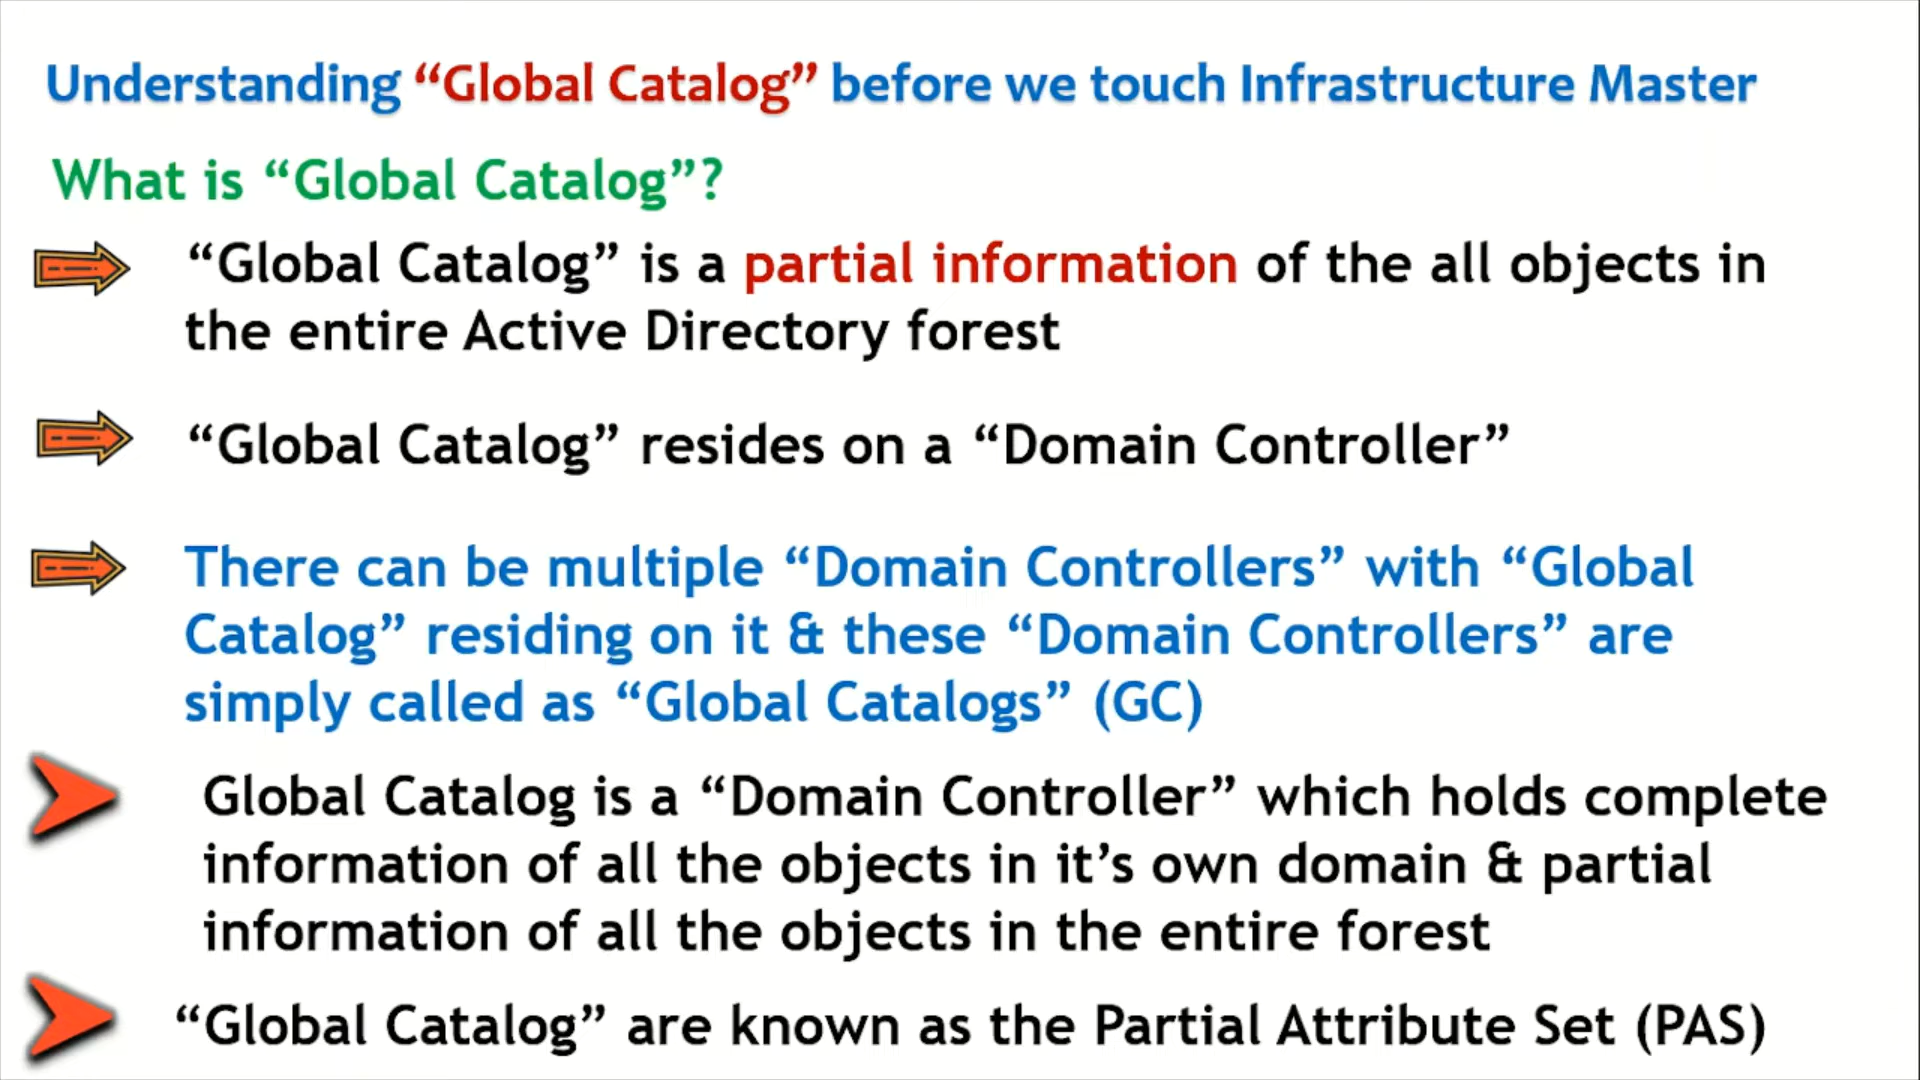 Understanding “Global Catalog” before we touch Infrastructure Master
What is “Global Catalog”?
“Global Catalog” is a partial information of the all objects in
the entire Active Directory forest
“Global Catalog” resides on a “Domain Controller”
There can be multiple “Domain Controllers” with “Global
Catalog” residing on it & these “Domain Controllers” are
simply called as “Global Catalogs” (GC)
Global Catalog is a “Domain Controller” which holds complete
information of all the objects in it’s own domain & partial
information of all the objects in the entire forest
“Global Catalog” are known as the Partial Attribute Set (PAS)